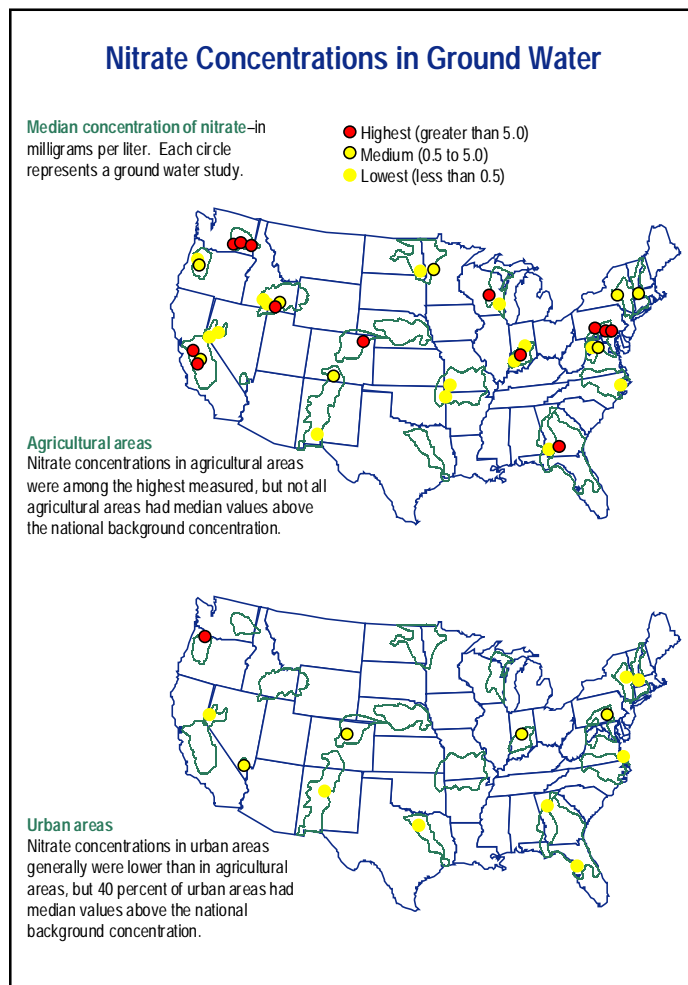 Nitrate Concentrations in Ground Water
Median concentration of nitrate–in
milligrams per liter. Each circle
represents a ground water study.
Highest (greater than 5.0)
Medium (0.5 to 5.0)
Lowest (less than 0.5)
Agricultural areas
Nitrate concentrations in agricultural areas
were among the highest measured, but not all
agricultural areas had median values above
the national background concentration.
Urban areas
Nitrate concentrations in urban areas
generally were lower than in agricultural
areas, but 40 percent of urban areas had
median values above the national
background concentration.